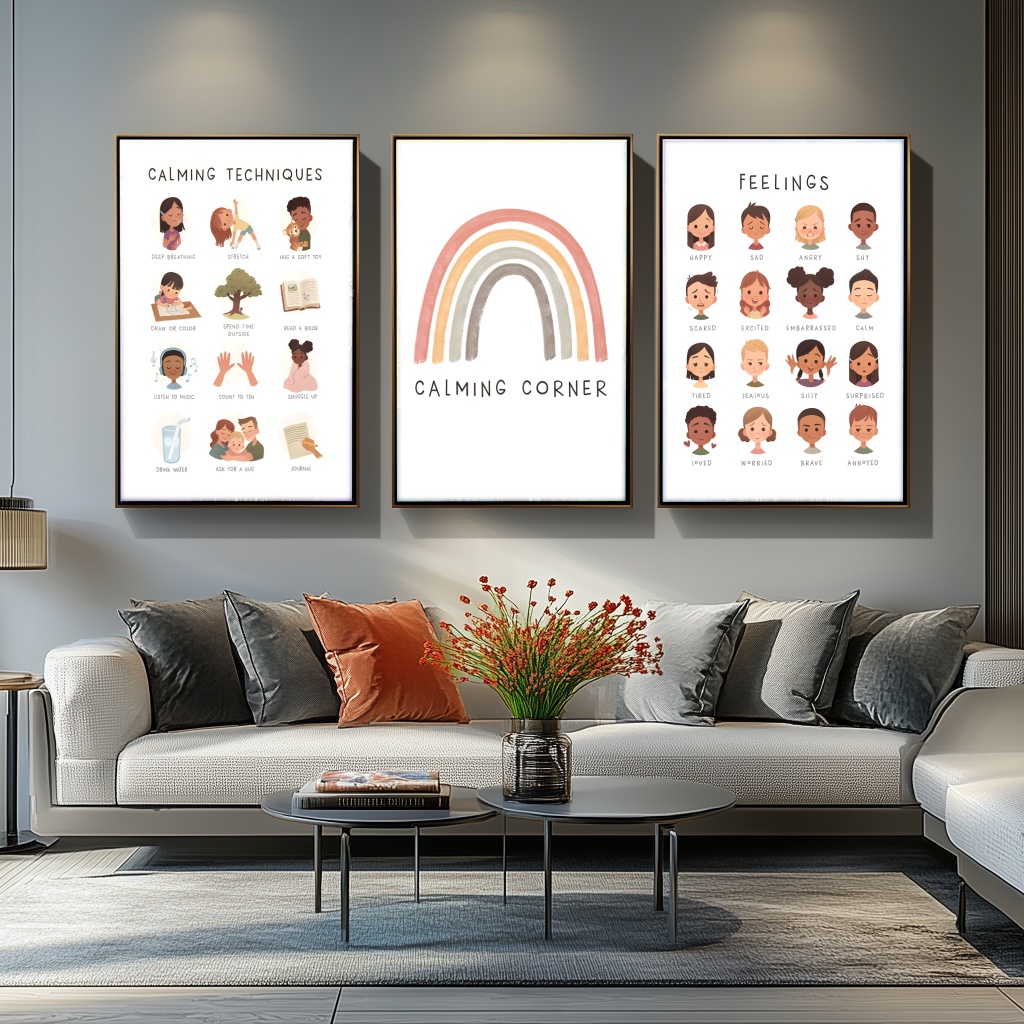 CALMING TECHNIQUES
DEEP BREATHING
STRETCH
HUG A SOFT TOY
DRAW OR COLOR
SPEND TIME
OUTSIDE
READ A BOOK
LISTEN TO MUSIC
COUNT TO TEN
SNUGGLE UP
DRINK WATER
ASK FOR A HUG
JOURNAL
CALMING CORNER
FEELINGS
HAPPY
SAD
ANGRY
SHY
SCARED
EXCITED
EMBARRASSED
CALM
TIRED
JEALOUS
SILLY
SURPRISED
LOVED
WORRIED
BRAVE
ANNOYED